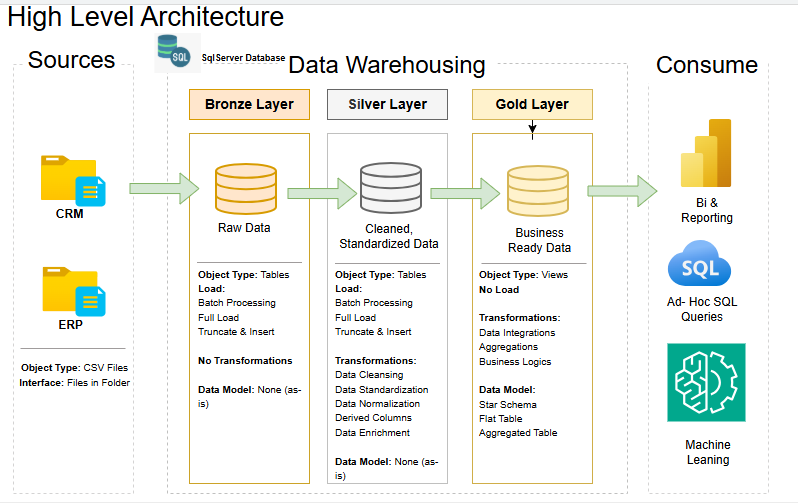 High Level Architecture
Sources
SQL
SqlServer Database
Data Warehousing
Consume
Bronze Layer
Silver Layer
Gold Layer
CRM
ERP
Object Type: CSV Files
Interface: Files in Folder
Raw Data
Object Type: Tables
Load:
Batch Processing
Full Load
Truncate & Insert
No Transformations
Data Model: None (as-
is)
Cleaned,
Standardized Data
Object Type: Tables
Load:
Batch Processing
Full Load
Truncate & Insert
Transformations:
Data Cleansing
Data Standardization
Data Normalization
Derived Columns
Data Enrichment
Data Model: None (as-
is)
Business
Ready Data
Object Type: Views
No Load
Transformations:
Data Integrations
Aggregations
Business Logics
Data Model:
Star Schema
Flat Table
Aggregated Table
Bi &
Reporting
SQL
Ad- Hoc SQL
Queries
Machine
Leaning